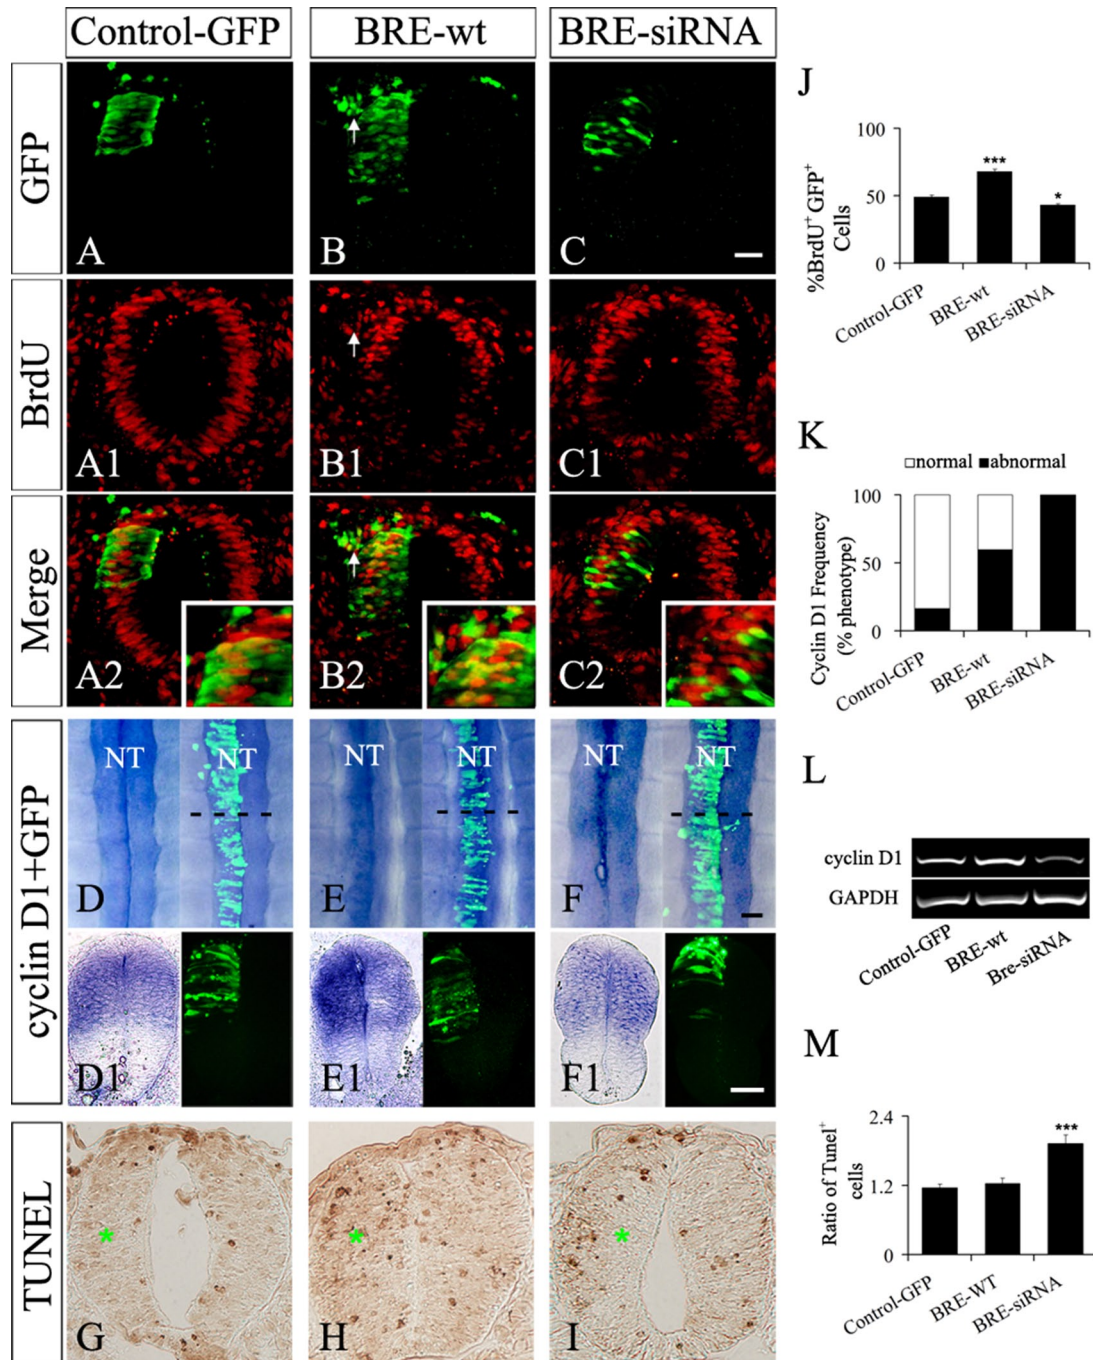 Control-GFP
BRE-wt
BRE-siRNA
GFP
A
B
C
BrdU
A1
B1
C1
Merge
A2
B2
C2
cyclin D1+GFP
NT
NT
NT
NT
NT
NT
D
E
F
D1
E1
F1
TUNEL
*
*
*
G
H
I
J
%BrdU+ GFP+
Cells
100
50
0
***
*
Control-GFP
BRE-wt
BRE-siRNA
K
normal
abnormal
Cyclin D1 Frequency
(% phenotype)
100
50
0
Control-GFP
BRE-wt
BRE-siRNA
L
cyclin D1
GAPDH
Control-GFP
BRE-wt
Bre-siRNA
M
Ratio of Tunel+
cells
2.4
1.2
0
***
Control-GFP
BRE-WT
BRE-siRNA